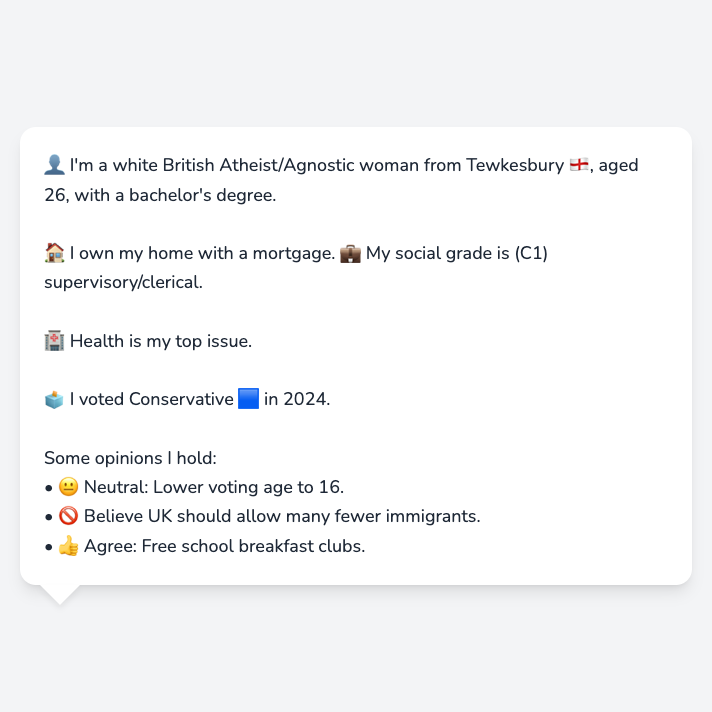 👤 I'm a white British Atheist/Agnostic woman from Tewkesbury 🏴󠁧󠁢󠁥󠁮󠁧󠁿, aged
26, with a bachelor's degree.
🏠 I own my home with a mortgage. 💼 My social grade is (C1)
supervisory/clerical.
🏥 Health is my top issue.
🗳️ I voted Conservative 🟦 in 2024.
Some opinions I hold:
• 😐 Neutral: Lower voting age to 16.
• 🚫 Believe UK should allow many fewer immigrants.
• 👍 Agree: Free school breakfast clubs.